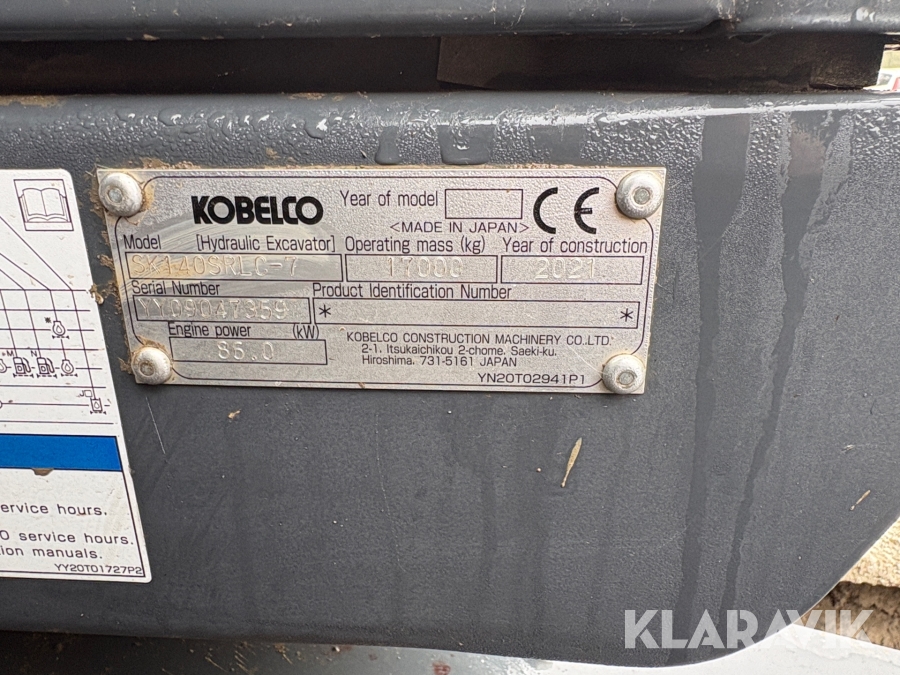 KOBELCO
Year of model
CE
<MADE IN JAPAN>
Model [Hydraulic Excavator] Operating mass (kg) Year of construction
SK140SRLC-7 17000 2021
Serial Number Product Identification Number
YY09047359 * *
Engine power (kW)
85.0
KOBELCO CONSTRUCTION MACHINERY CO.,LTD.
2-1, Itsukaichikou 2-chome, Saeki-ku,
Hiroshima, 731-5161 JAPAN
YN20T02941P1
*M N
service hours.
0 service hours.
tion manuals.
YY20T01727P2
KLARAVIK